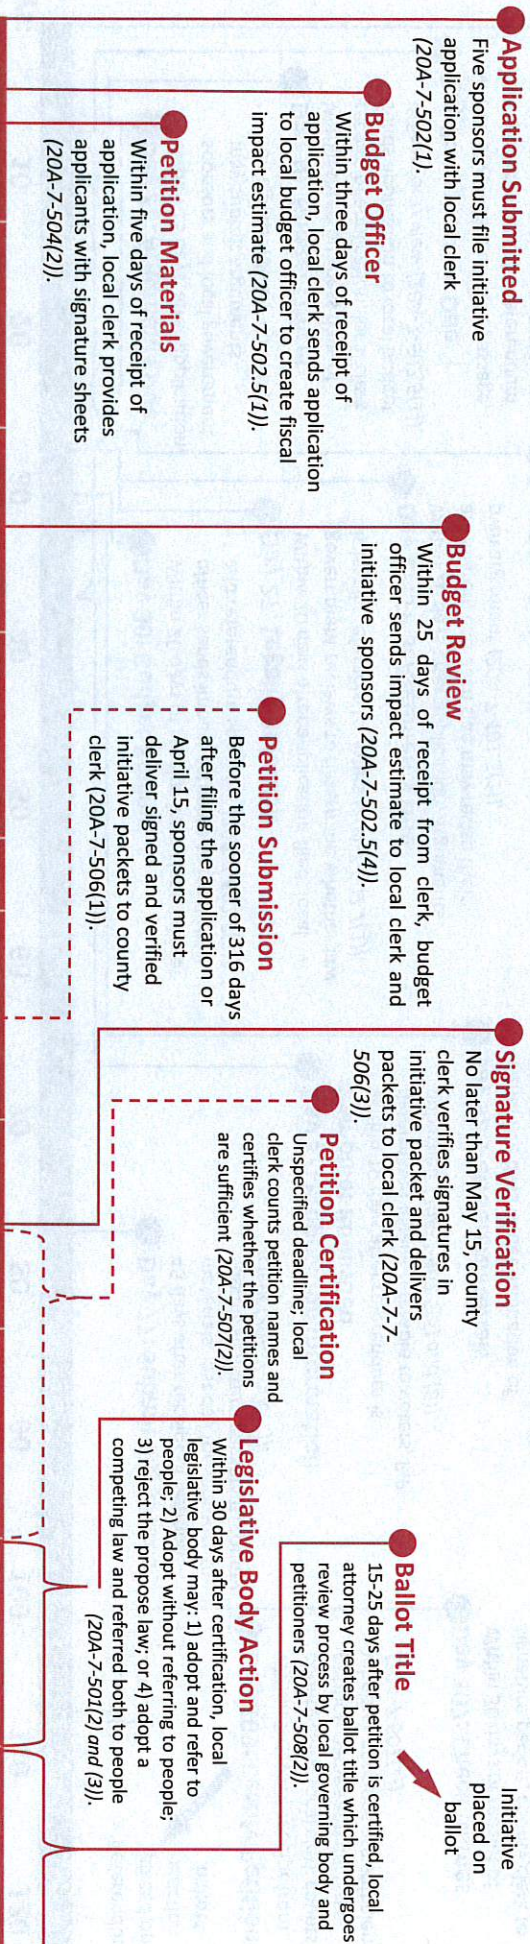 Application Submitted
Five sponsors must file initiative
application with local clerk
(20A-7-502(1).
Budget Officer
Within three days of receipt of
application, local clerk sends application
to local budget officer to create fiscal
impact estimate (20A-7-502.5(1)).
Petition Materials
Within five days of receipt of
application, local clerk provides
applicants with signature sheets
(20A-7-504(2)).
Budget Review
Within 25 days of receipt from clerk, budget
officer sends impact estimate to local clerk and
initiative sponsors (20A-7-502.5(4)).
Petition Submission
Before the sooner of 316 days
after filing the application or
April 15, sponsors must
deliver signed and verified
initiative packets to county
clerk (20A-7-506(1)).
Signature Verification
No later than May 15, county
clerk verifies signatures in
initiative packet and delivers
packets to local clerk (20A-7-7-
506(3)).
Petition Certification
Unspecified deadline; local
clerk counts petition names and
certifies whether the petitions
are sufficient (20A-7-507(2)).
Legislative Body Action
Within 30 days after certification, local
legislative body may: 1) adopt and refer to
people; 2) Adopt without referring to people;
3) reject the propose law; or 4) adopt a
competing law and referred both to people
(20A-7-501(2) and (3)).
Ballot Title
15-25 days after petition is certified, local
attorney creates ballot title which undergoes
review process by local governing body and
petitioners (20A-7-508(2)).
Initiative
placed on
ballot